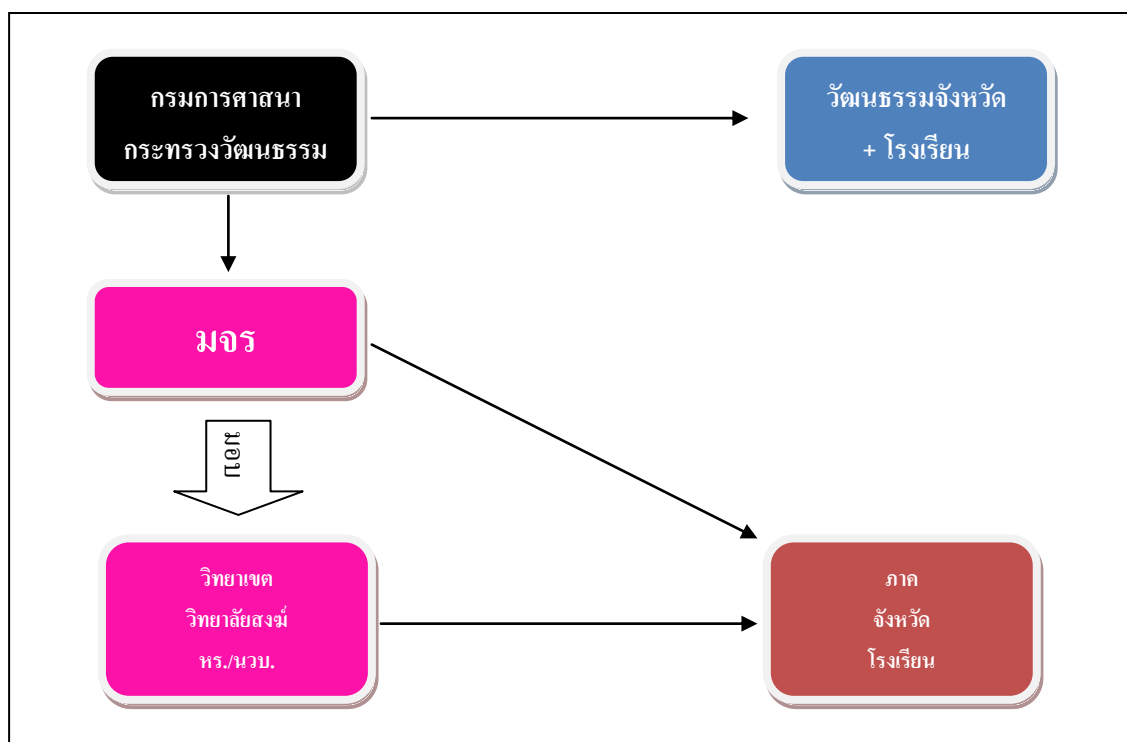 กรมการศาสนา
กระทรวงวัฒนธรรม
วัฒนธรรมจังหวัด
+ โรงเรียน
มจร
มอบ
วิทยาเขต
วิทยาลัยสงฆ์
หร./นวบ.
ภาค
จังหวัด
โรงเรียน